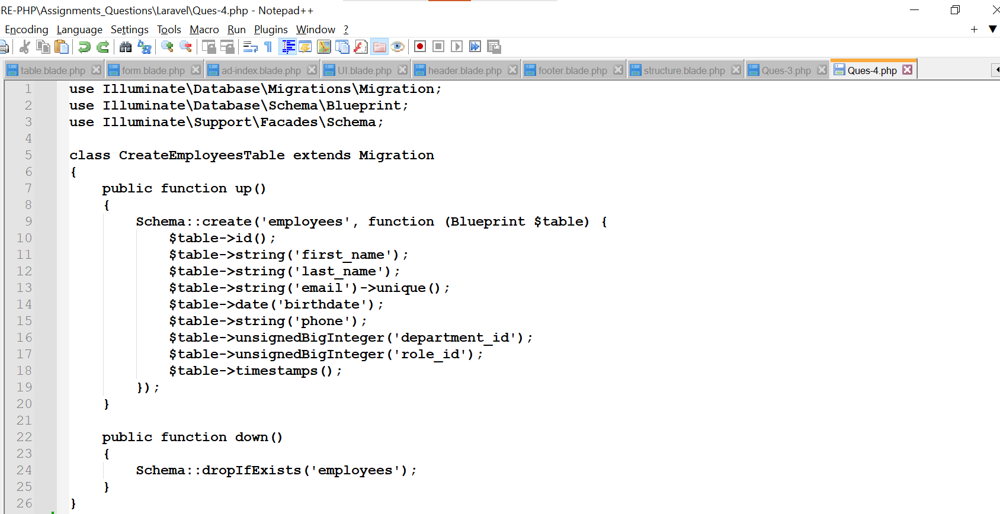 RE-PHP\Assignments_Questions\Laravel\Ques-4.php - Notepad++
Encoding Language Settings Tools Macro Run Plugins Window ?
table.blade.php form.blade.php ad-index.blade.php UI.blade.php header.blade.php footer.blade.php structure.blade.php Ques-3.php Ques-4.php
1 use Illuminate\Database\Migrations\Migration;
2 use Illuminate\Database\Schema\Blueprint;
3 use Illuminate\Support\Facades\Schema;
4
5 class CreateEmployeesTable extends Migration
6 {
7     public function up()
8     {
9         Schema::create('employees', function (Blueprint $table) {
10             $table->id();
11             $table->string('first_name');
12             $table->string('last_name');
13             $table->string('email')->unique();
14             $table->date('birthdate');
15             $table->string('phone');
16             $table->unsignedBigInteger('department_id');
17             $table->unsignedBigInteger('role_id');
18             $table->timestamps();
19         });
20     }
21
22     public function down()
23     {
24         Schema::dropIfExists('employees');
25     }
26 }